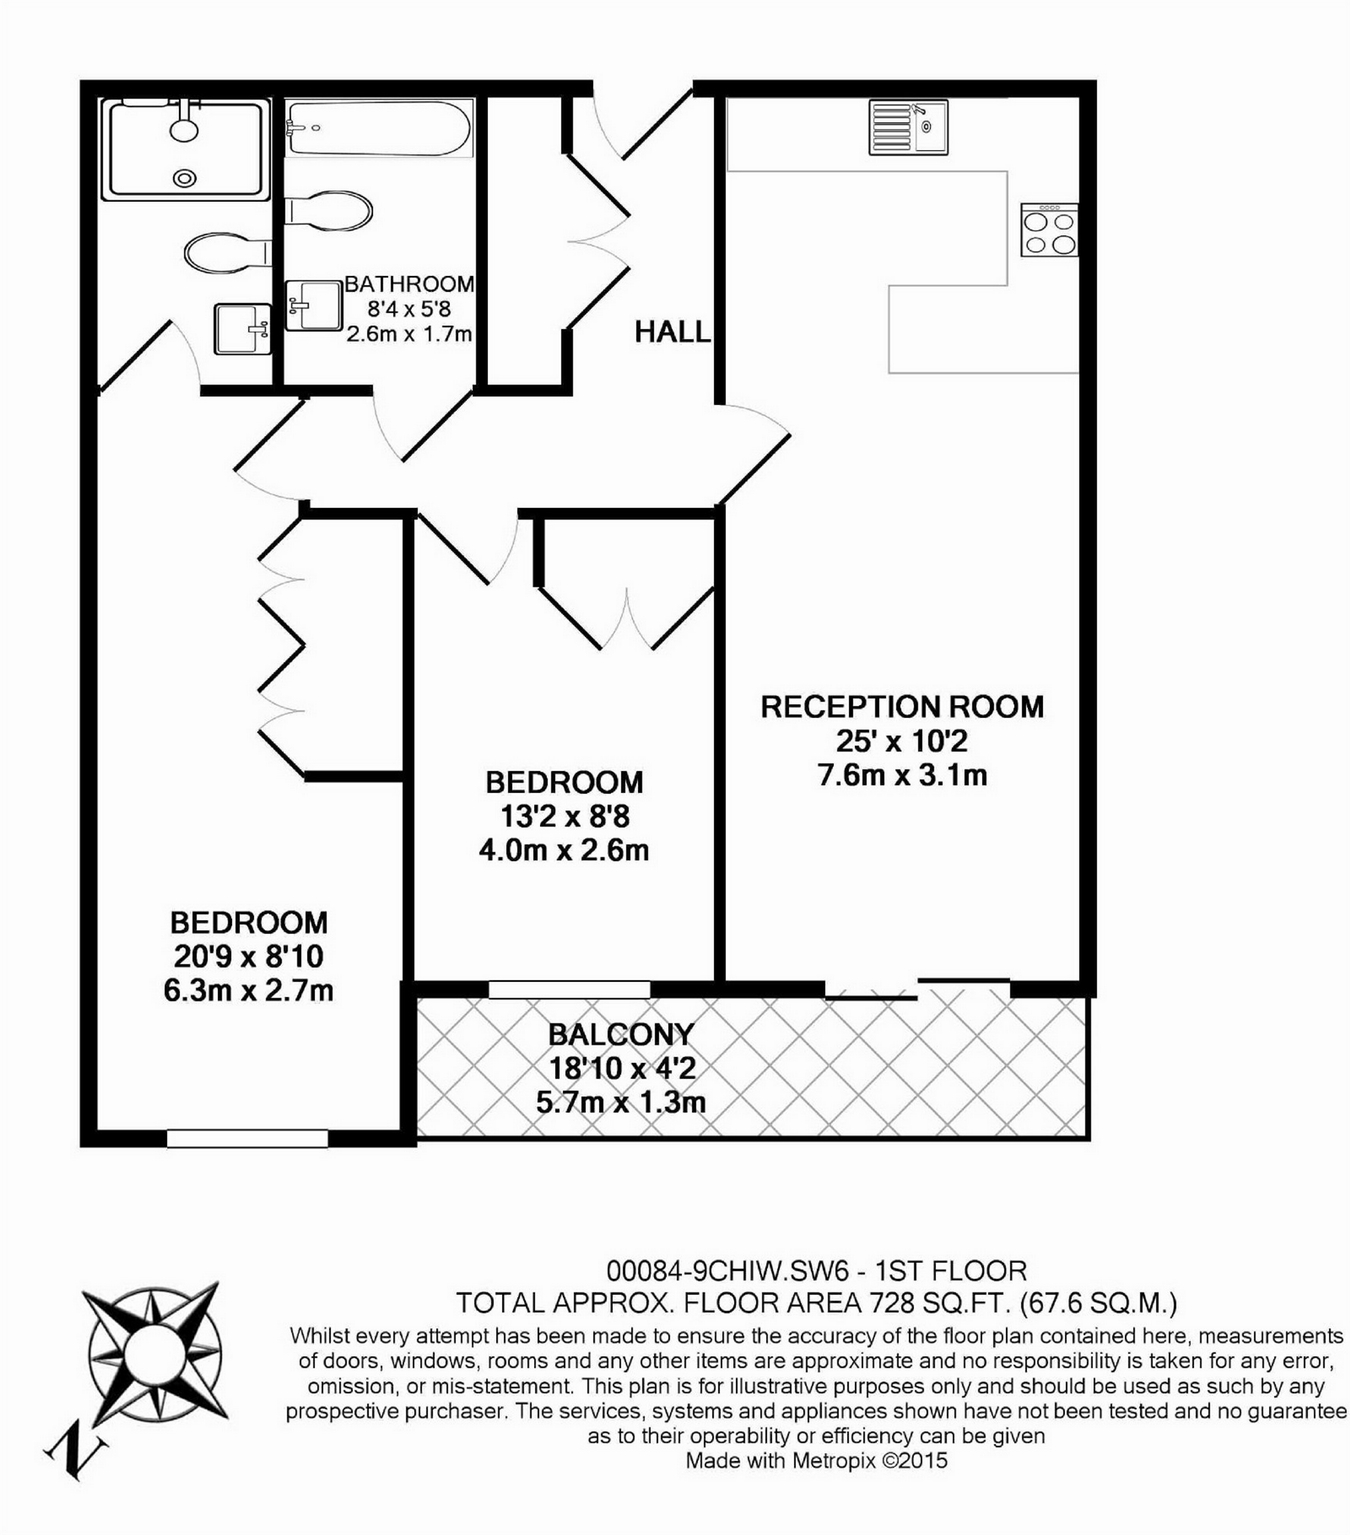 BATHROOM
8'4 x 5'8
2.6m x 1.7m
HALL
RECEPTION ROOM
25' x 10'2
7.6m x 3.1m
BEDROOM
13'2 x 8'8
4.0m x 2.6m
BEDROOM
20'9 x 8'10
6.3m x 2.7m
BALCONY
18'10 x 4'2
5.7m x 1.3m
N
00084-9CHIW.SW6 - 1ST FLOOR
TOTAL APPROX. FLOOR AREA 728 SQ.FT. (67.6 SQ.M.)
Whilst every attempt has been made to ensure the accuracy of the floor plan contained here, measurements
of doors, windows, rooms and any other items are approximate and no responsibility is taken for any error,
omission, or mis-statement. This plan is for illustrative purposes only and should be used as such by any
prospective purchaser. The services, systems and appliances shown have not been tested and no guarantee
as to their operability or efficiency can be given
Made with Metropix ©2015